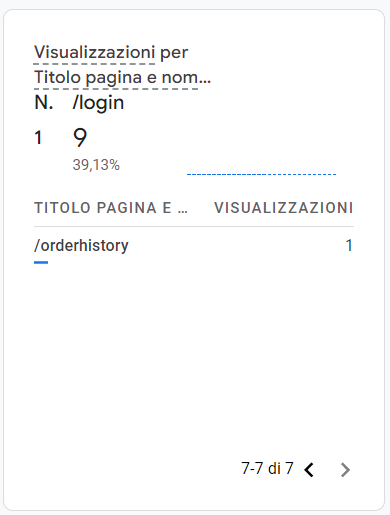 Visualizzazioni per
Titolo pagina e nom...
N. /login
1 9
39,13%
TITOLO PAGINA E ... VISUALIZZAZIONI
/orderhistory 1
7-7 di 7